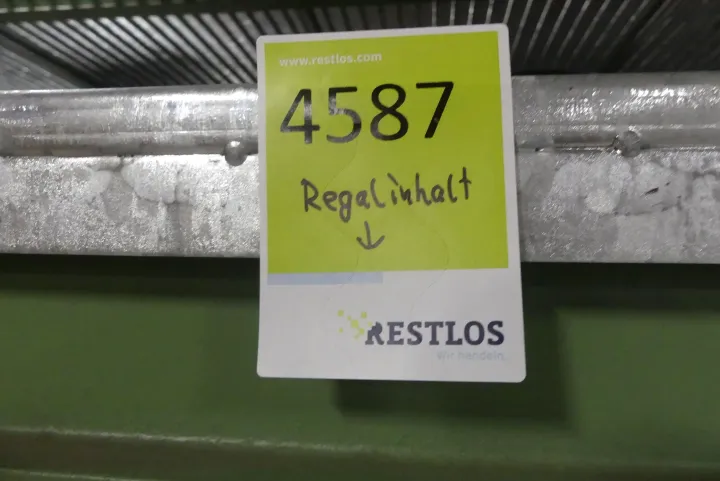 www.restlos.com
4587
Regalinhalt
↓
RESTLOS
Wir handeln.